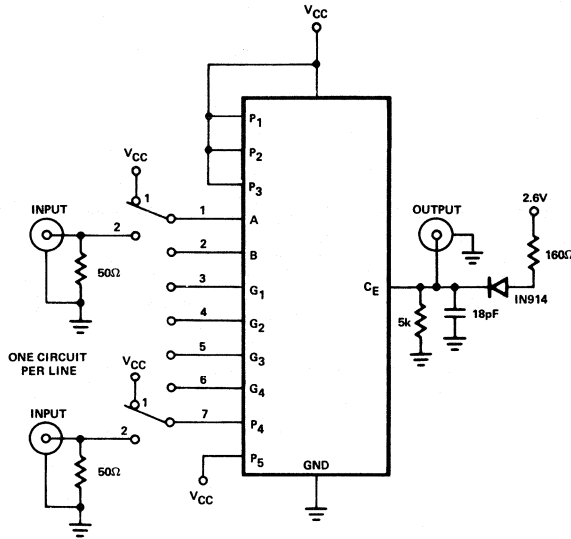 VCC
P1
P2
P3
VCC
1
INPUT
2
50Ω
1
A
2
B
3
G1
4
G2
5
G3
6
G4
7
P4
P5
GND
CE
OUTPUT
2.6V
160Ω
IN914
5k
18pF
ONE CIRCUIT
PER LINE
VCC
1
INPUT
2
50Ω
VCC